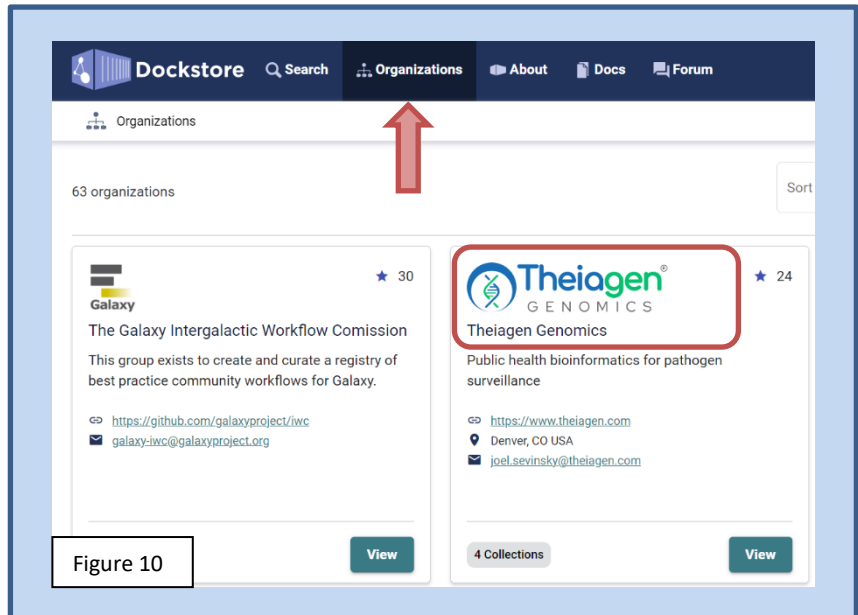 Dockstore Search Organizations About Docs Forum
Organizations
63 organizations
Sort
Galaxy
30
The Galaxy Intergalactic Workflow Comission
This group exists to create and curate a registry of
best practice community workflows for Galaxy.
https://github.com/galaxyproject/iwc
galaxy-iwc@galaxyproject.org
View
Theiagen®
GENOMICS
24
Theiagen Genomics
Public health bioinformatics for pathogen
surveillance
https://www.theiagen.com
Denver, CO USA
joel.sevinsky@theiagen.com
4 Collections
View
Figure 10